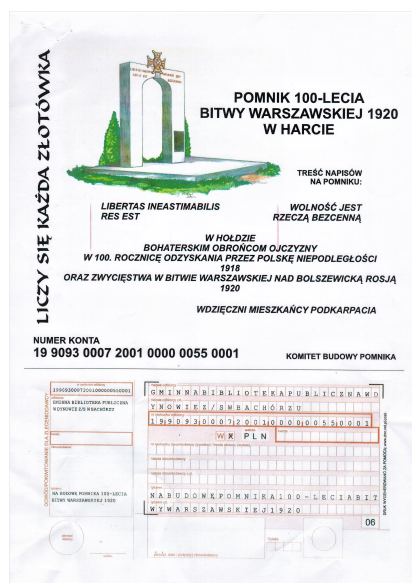 LICZY SIĘ KAŻDA ZŁOTÓWKA
POMNIK 100-LECIA
BITWY WARSZAWSKIEJ 1920
W HARCIE
TREŚĆ NAPISÓW
NA POMNIKU:
LIBERTAS INEASTIMABILIS
RES EST
WOLNOŚĆ JEST
RZECZĄ BEZCENNĄ
W HOŁDZIE
BOHATERSKIM OBROŃCOM OJCZYZNY
W 100. ROCZNICĘ ODZYSKANIA PRZEZ POLSKĘ NIEPODLEGŁOŚCI
1918
ORAZ ZWYCIĘSTWA W BITWIE WARSZAWSKIEJ NAD BOLSZEWICKĄ ROSJĄ
1920
WDZIĘCZNI MIESZKAŃCY PODKARPACIA
NUMER KONTA
19 9093 0007 2001 0000 0055 0001
KOMITET BUDOWY POMNIKA
DOWÓD/POKWITOWANIE DLA ZLECENIODAWCY
19909300072001000000550001
GMINNA BIBLIOTEKA PUBLICZNA
W DYNOWIE Z/S W BACHÓRZU
NA BUDOWĘ POMNIKA 100-LECIA
BITWY WARSZAWSKIEJ 1920
GMINNABIBLIOTEKAPUBLICZNAWD
YNOWIEZ/SWBACHÓRZU
19909300072001000000550001
PLN
NABUDOWĘPOMNIKA100-LECIABIT
WYWARSZAWSKIEJ1920
06